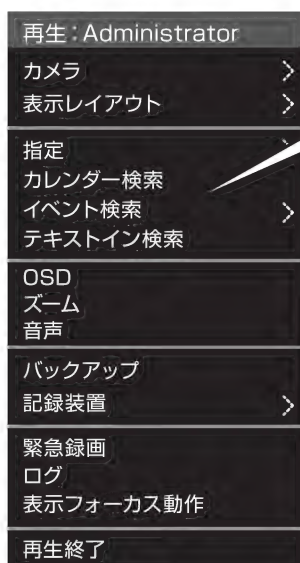 再生：Administrator
カメラ
表示レイアウト
指定
カレンダー検索
イベント検索
テキストイン検索
OSD
ズーム
音声
バックアップ
記録装置
緊急録画
ログ
表示フォーカス動作
再生終了